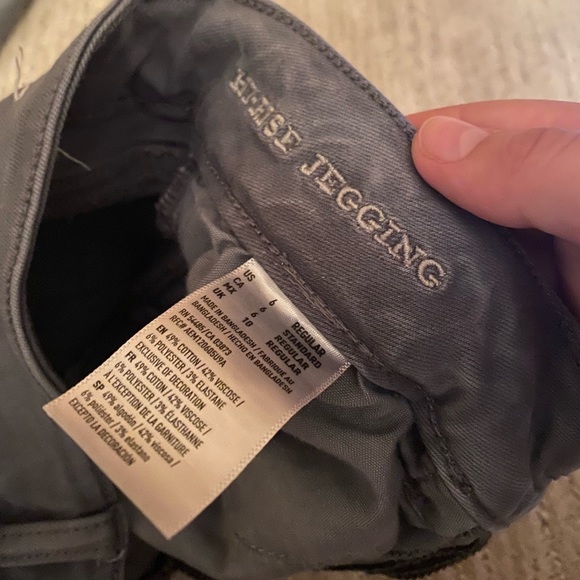 HI-RISE JEGGING
US 6 REGULAR
CA 6 STANDARD
MX 6 REGULAR
UK 10 REGULAR
MADE IN BANGLADESH / FABRIQUÉ AU
BANGLADESH / HECHO EN BANGLADESH
RN 54485/CA 03073
EN 49% COTTON / 42% VISCOSE /
6% POLYESTER / 3% ELASTANE
EXCLUSIVE OF DECORATION
FR 49% COTON / 42% VISCOSE /
6% POLYESTER / 3% ÉLASTHANNE
À L'EXCEPTION DE LA GARNITURE
SP 49% algodón / 42% viscosa /
6% poliéster / 3% elastano
EXCEPTO LA DECORACIÓN